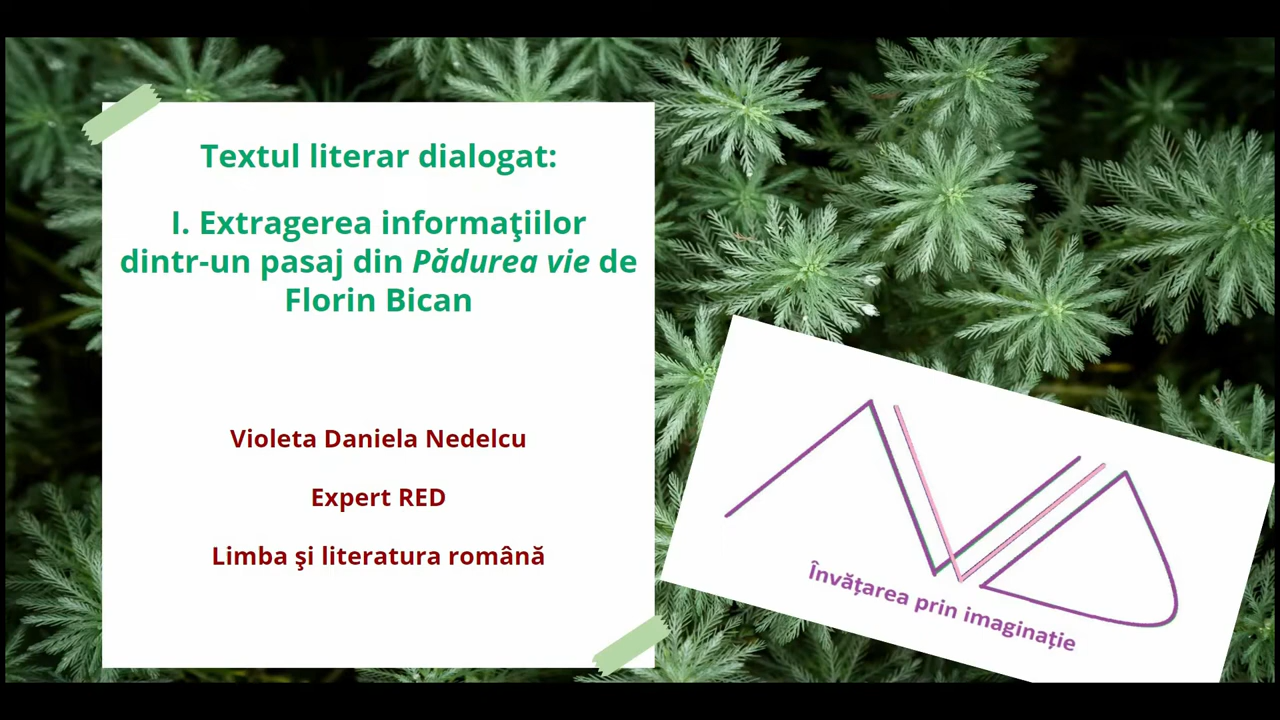 Textul literar dialogat:
I. Extragerea informaţiilor
dintr-un pasaj din Pădurea vie de
Florin Bican
Violeta Daniela Nedelcu
Expert RED
Limba şi literatura română
Învățarea prin imaginație